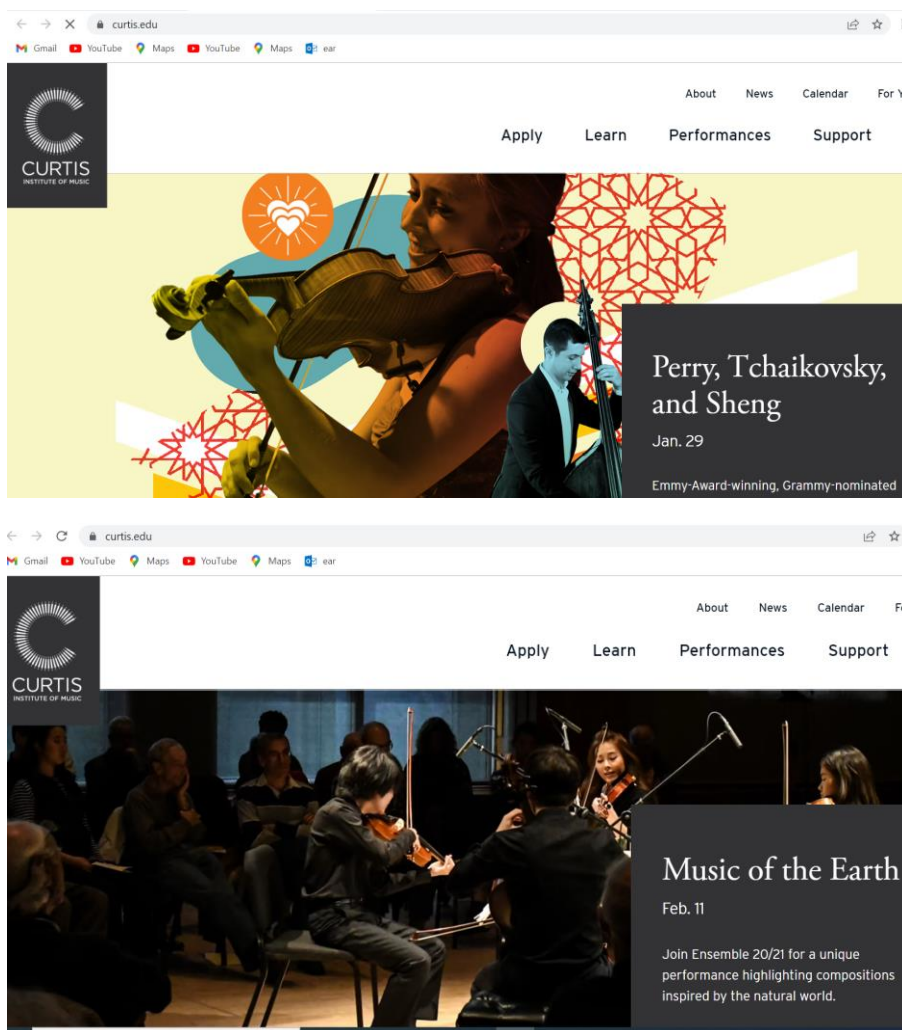 curtis.edu
Gmail YouTube Maps YouTube Maps ear
About News Calendar For Y
Apply Learn Performances Support
CURTIS
INSTITUTE OF MUSIC
Perry, Tchaikovsky,
and Sheng
Jan. 29
Emmy-Award-winning, Grammy-nominated
curtis.edu
Gmail YouTube Maps YouTube Maps ear
About News Calendar Fo
Apply Learn Performances Support
CURTIS
INSTITUTE OF MUSIC
Music of the Earth
Feb. 11
Join Ensemble 20/21 for a unique
performance highlighting compositions
inspired by the natural world.